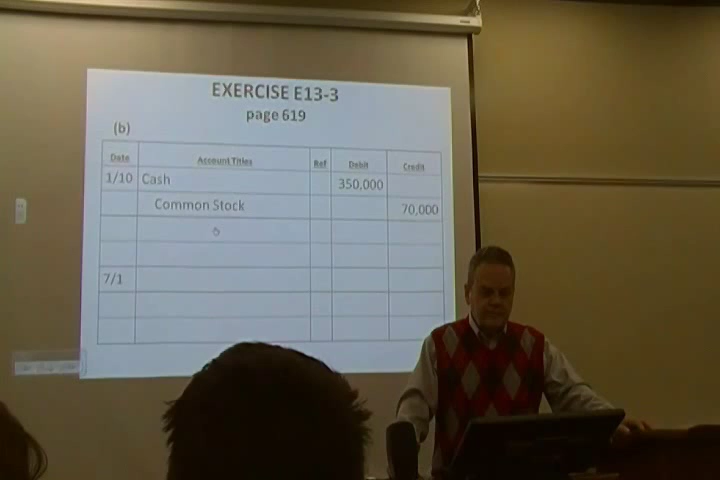 EXERCISE E13-3
page 619
(b)
Date Account Titles Ref Debit Credit
1/10 Cash 350,000
Common Stock 70,000
7/1